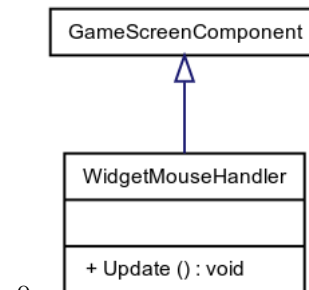 GameScreenComponent
WidgetMouseHandler
+ Update () : void